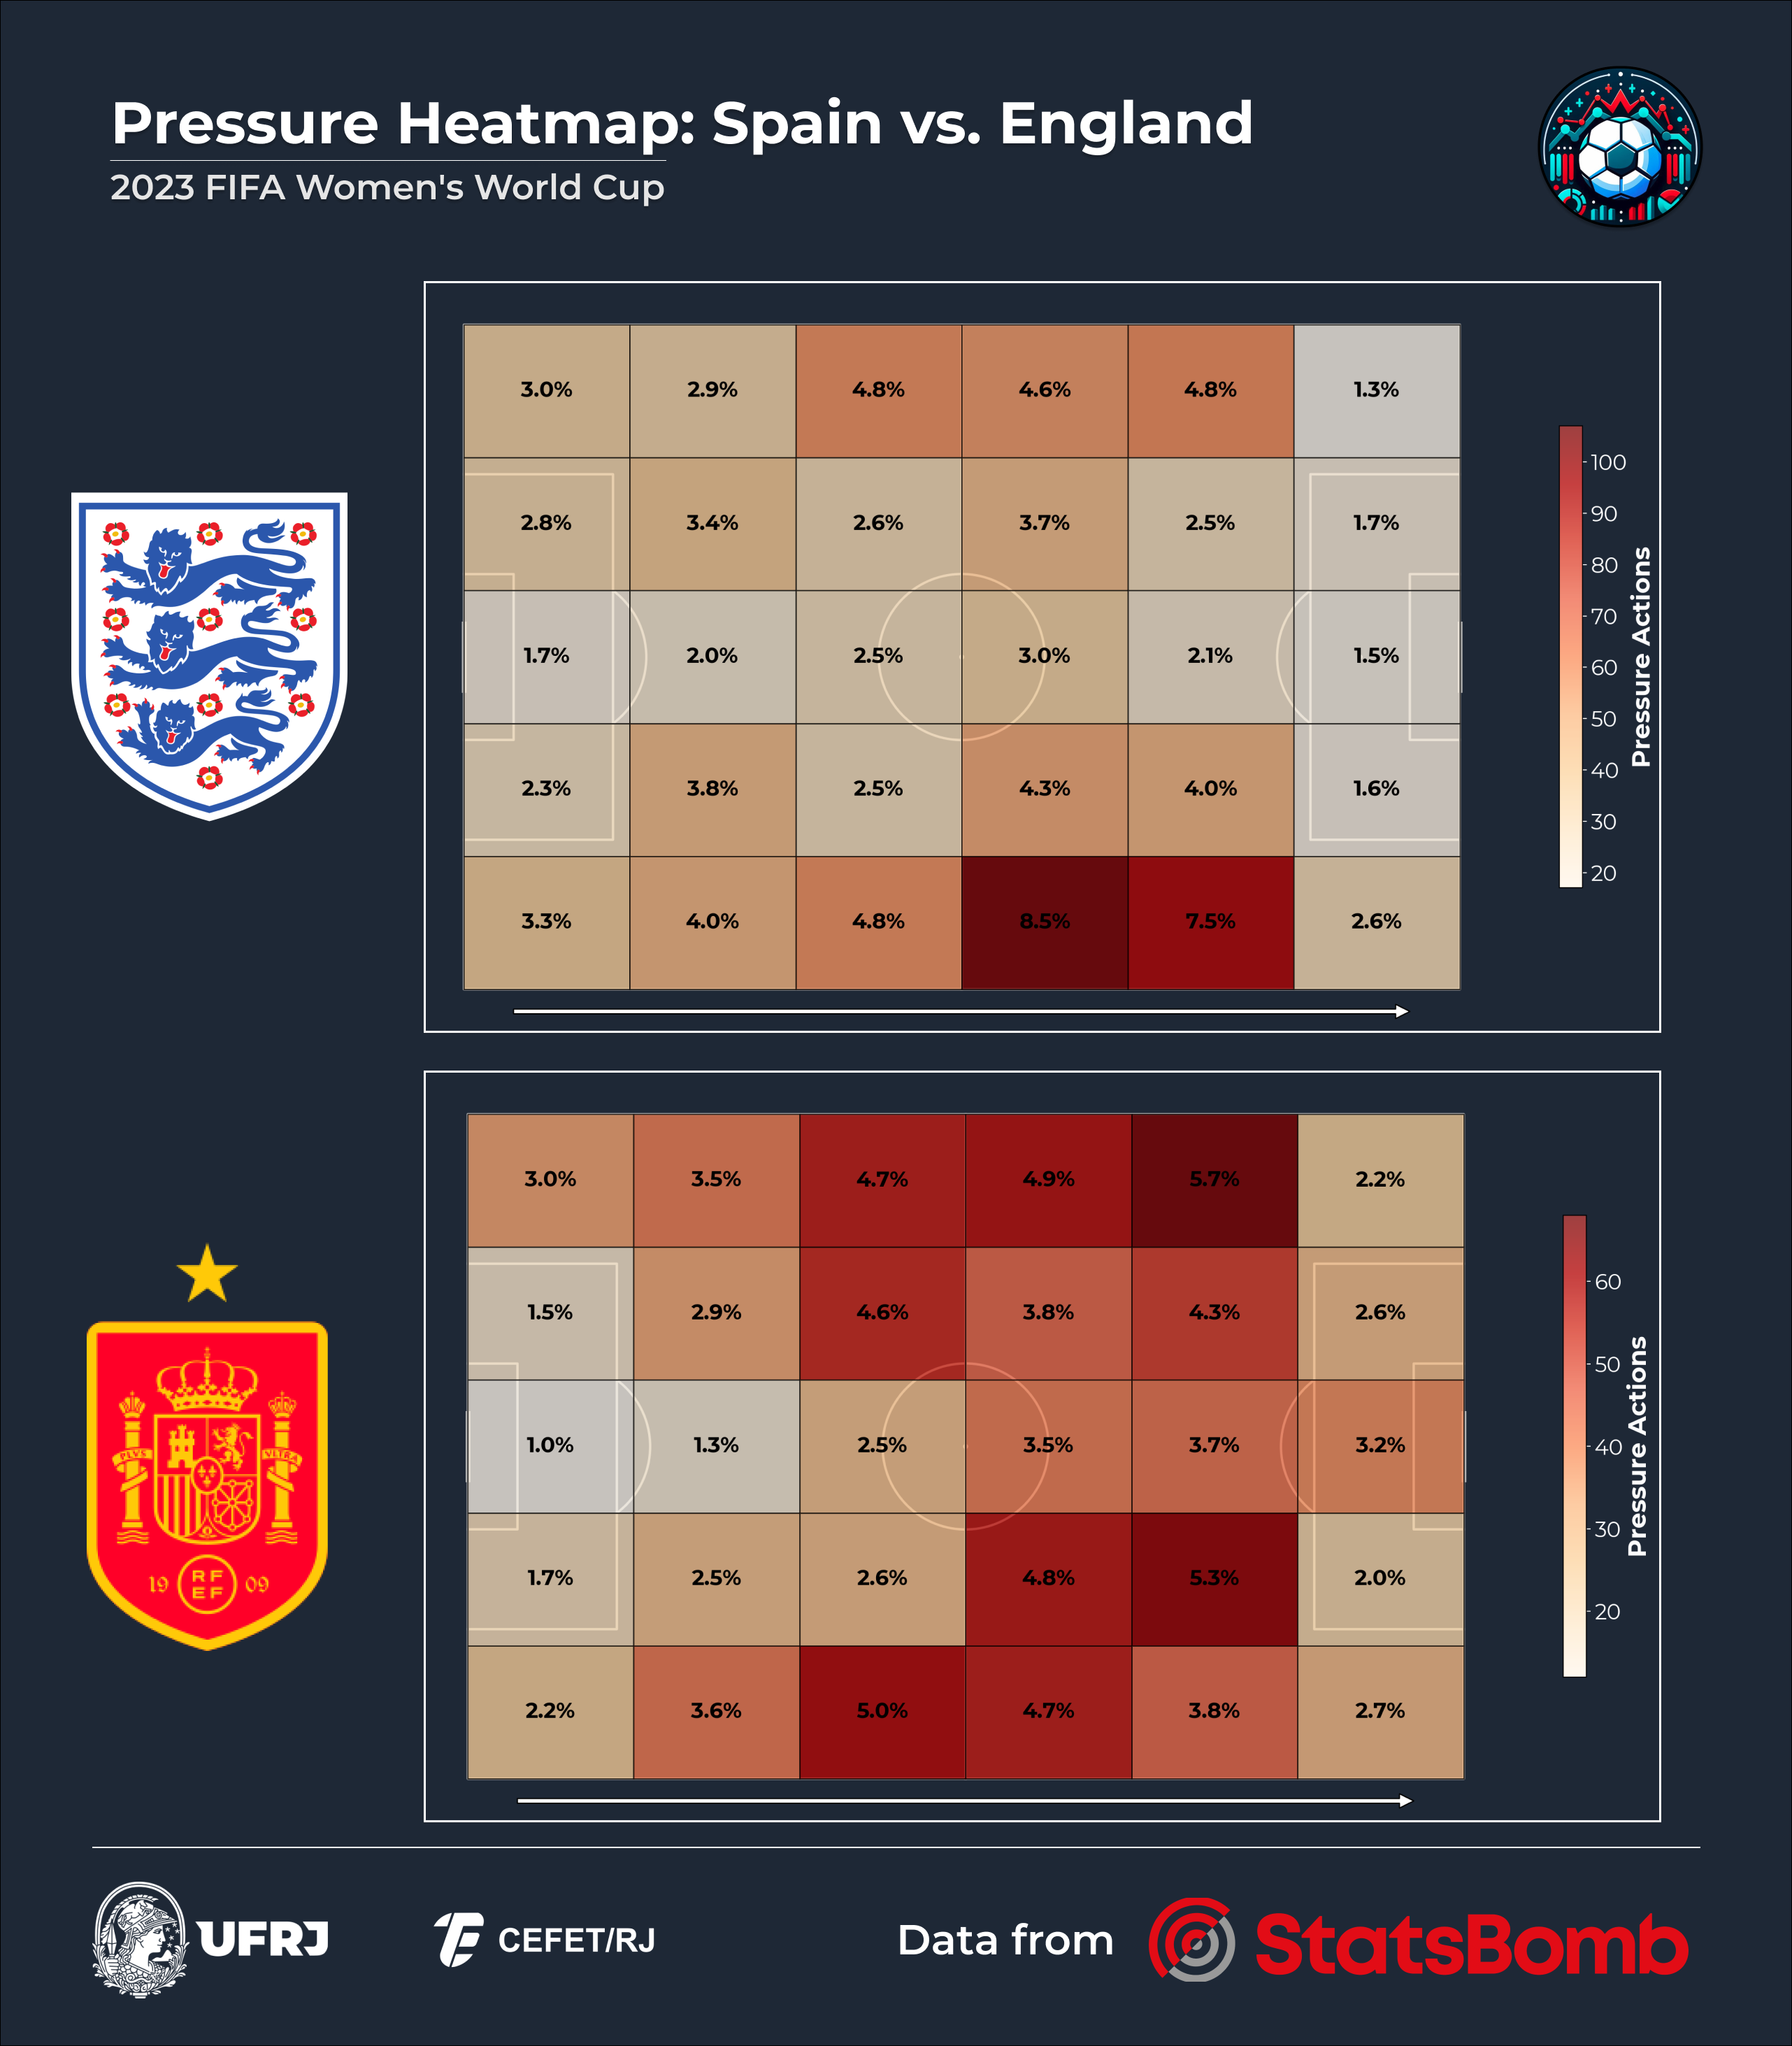 Pressure Heatmap: Spain vs. England
2023 FIFA Women's World Cup
3.0% 2.9% 4.8% 4.6% 4.8% 1.3%
2.8% 3.4% 2.6% 3.7% 2.5% 1.7%
1.7% 2.0% 2.5% 3.0% 2.1% 1.5%
2.3% 3.8% 2.5% 4.3% 4.0% 1.6%
3.3% 4.0% 4.8% 8.5% 7.5% 2.6%
100
90
80
70
60
50
40
30
20
Pressure Actions
3.0% 3.5% 4.7% 4.9% 5.7% 2.2%
1.5% 2.9% 4.6% 3.8% 4.3% 2.6%
1.0% 1.3% 2.5% 3.5% 3.7% 3.2%
1.7% 2.5% 2.6% 4.8% 5.3% 2.0%
2.2% 3.6% 5.0% 4.7% 3.8% 2.7%
60
50
40
30
20
Pressure Actions
PLVS VLTRA
19 RF EF 09
UFRJ
CEFET/RJ
Data from StatsBomb